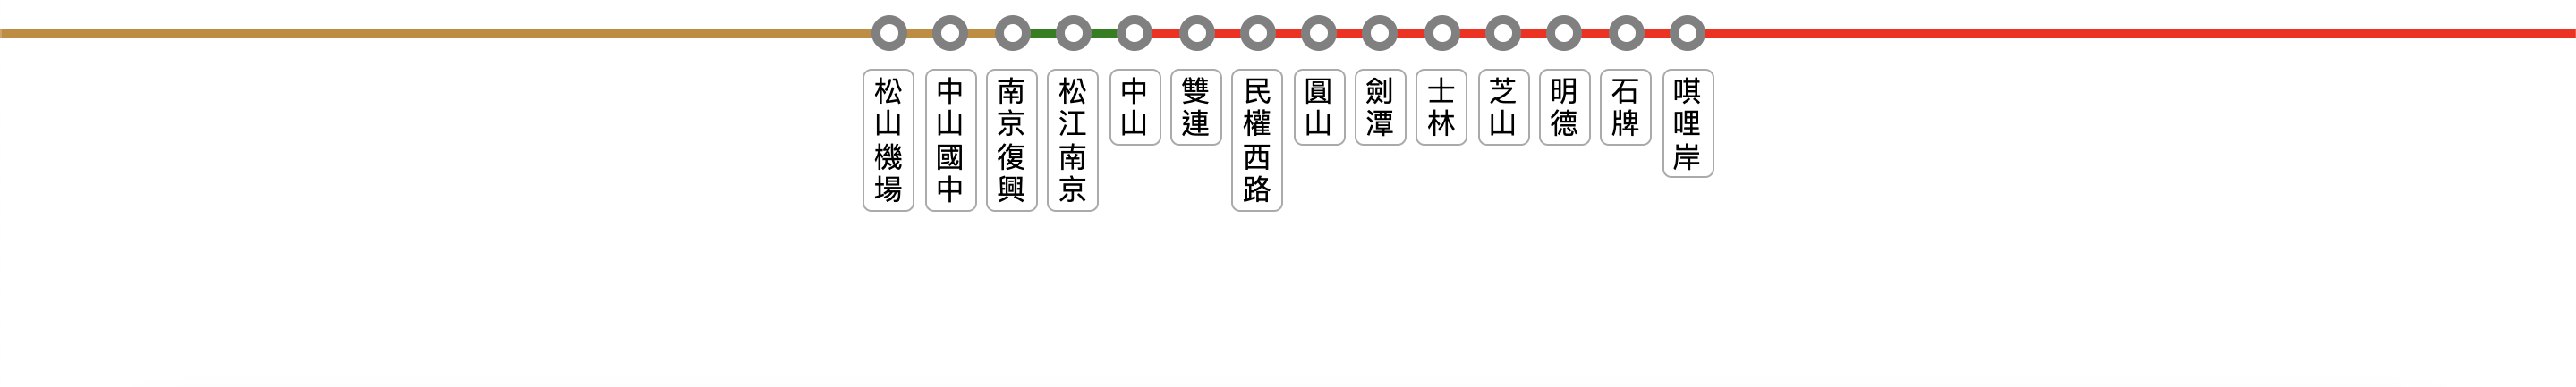 松山機場
中山國中
南京復興
松江南京
中山
雙連
民權西路
圓山
劍潭
士林
芝山
明德
石牌
唭哩岸